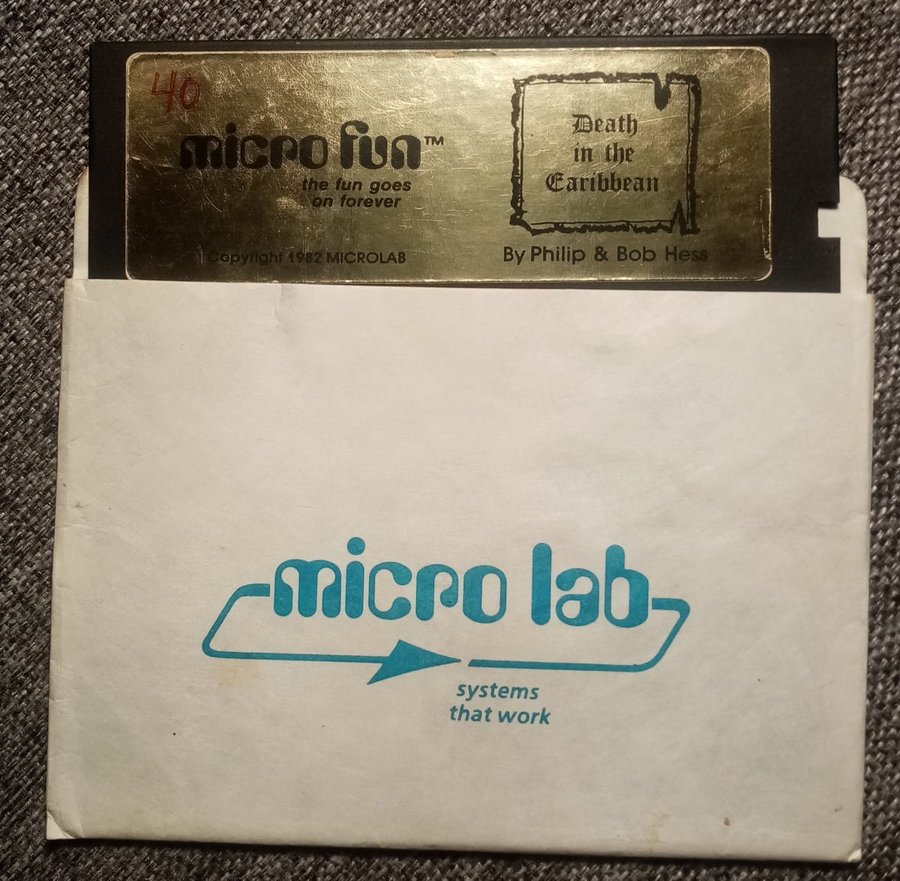 40
micro fun™
the fun goes
on forever
Copyright 1982 MICROLAB
Death
in the
Caribbean
By Philip & Bob Hess
micro lab
systems
that work